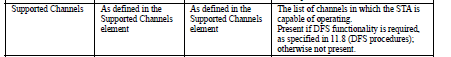 Supported Channels
As defined in the
Supported Channels
element
As defined in the
Supported Channels
element
The list of channels in which the STA is
capable of operating.
Present if DFS functionality is required,
as specified in 11.8 (DFS procedures);
otherwise not present.